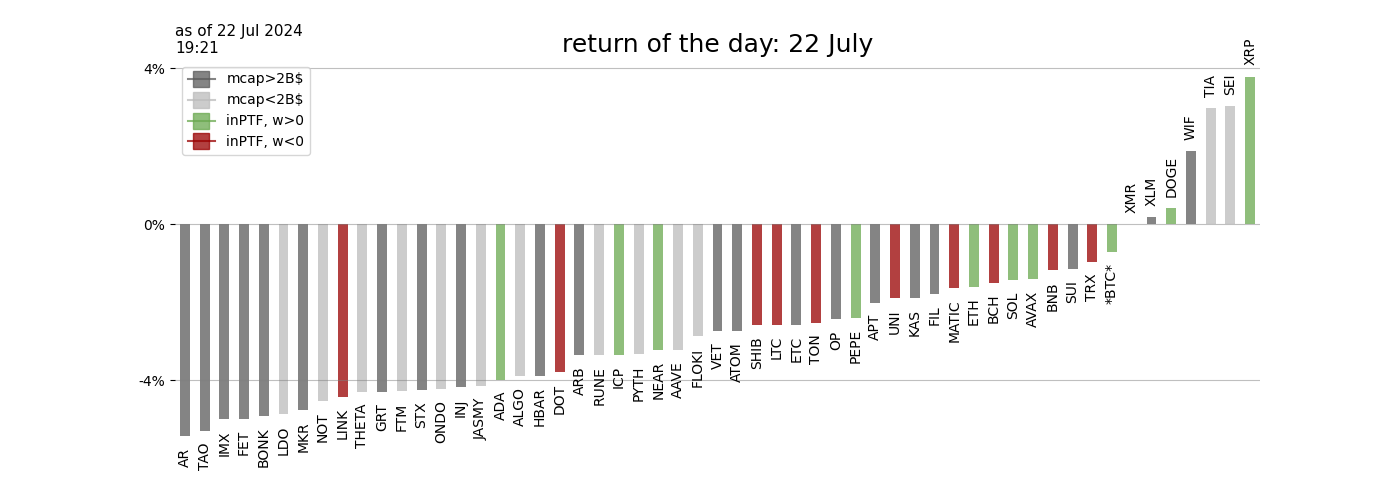 as of 22 Jul 2024
19:21
return of the day: 22 July
4%
0%
-4%
mcap>2B$
mcap<2B$
inPTF, w>0
inPTF, w<0
AR
TAO
IMX
FET
BONK
LDO
MKR
NOT
LINK
THETA
GRT
FTM
STX
ONDO
INJ
JASMY
ADA
ALGO
HBAR
DOT
ARB
RUNE
ICP
PYTH
NEAR
AAVE
FLOKI
VET
ATOM
SHIB
LTC
ETC
TON
OP
PEPE
APT
UNI
KAS
FIL
MATIC
ETH
BCH
SOL
AVAX
BNB
SUI
TRX
*BTC*
XMR
XLM
DOGE
WIF
TIA
SEI
XRP